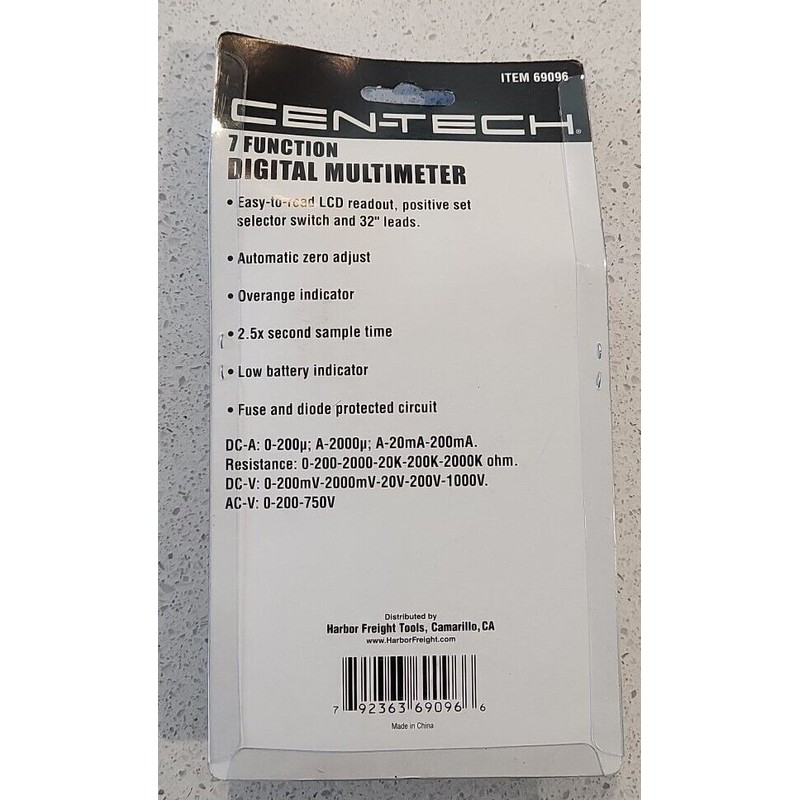 ITEM 69096
CEN-TECH®
7 FUNCTION
DIGITAL MULTIMETER
• Easy-to-read LCD readout, positive set
selector switch and 32" leads.
• Automatic zero adjust
• Overange indicator
• 2.5x second sample time
• Low battery indicator
• Fuse and diode protected circuit
DC-A: 0-200µ; A-2000µ; A-20mA-200mA.
Resistance: 0-200-2000-20K-200K-2000K ohm.
DC-V: 0-200mV-2000mV-20V-200V-1000V.
AC-V: 0-200-750V
Distributed by
Harbor Freight Tools, Camarillo, CA
www.HarborFreight.com
7 92363 69096 6
Made in China